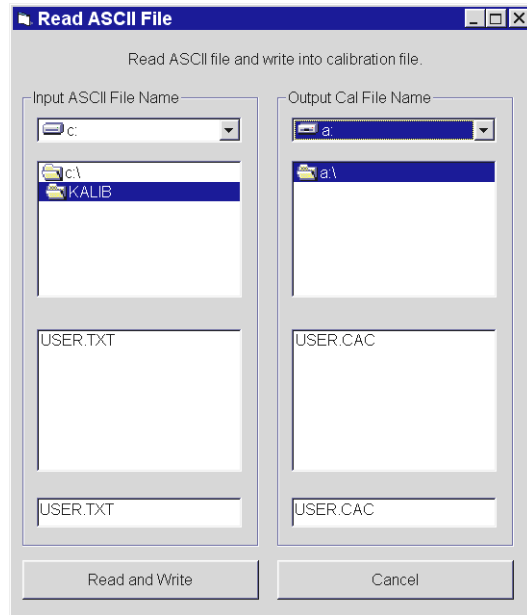 Read ASCII File
Read ASCII file and write into calibration file.
Input ASCII File Name
c:
c:\
KALIB
USER.TXT
USER.TXT
Output Cal File Name
a:
a:\
USER.CAC
USER.CAC
Read and Write
Cancel